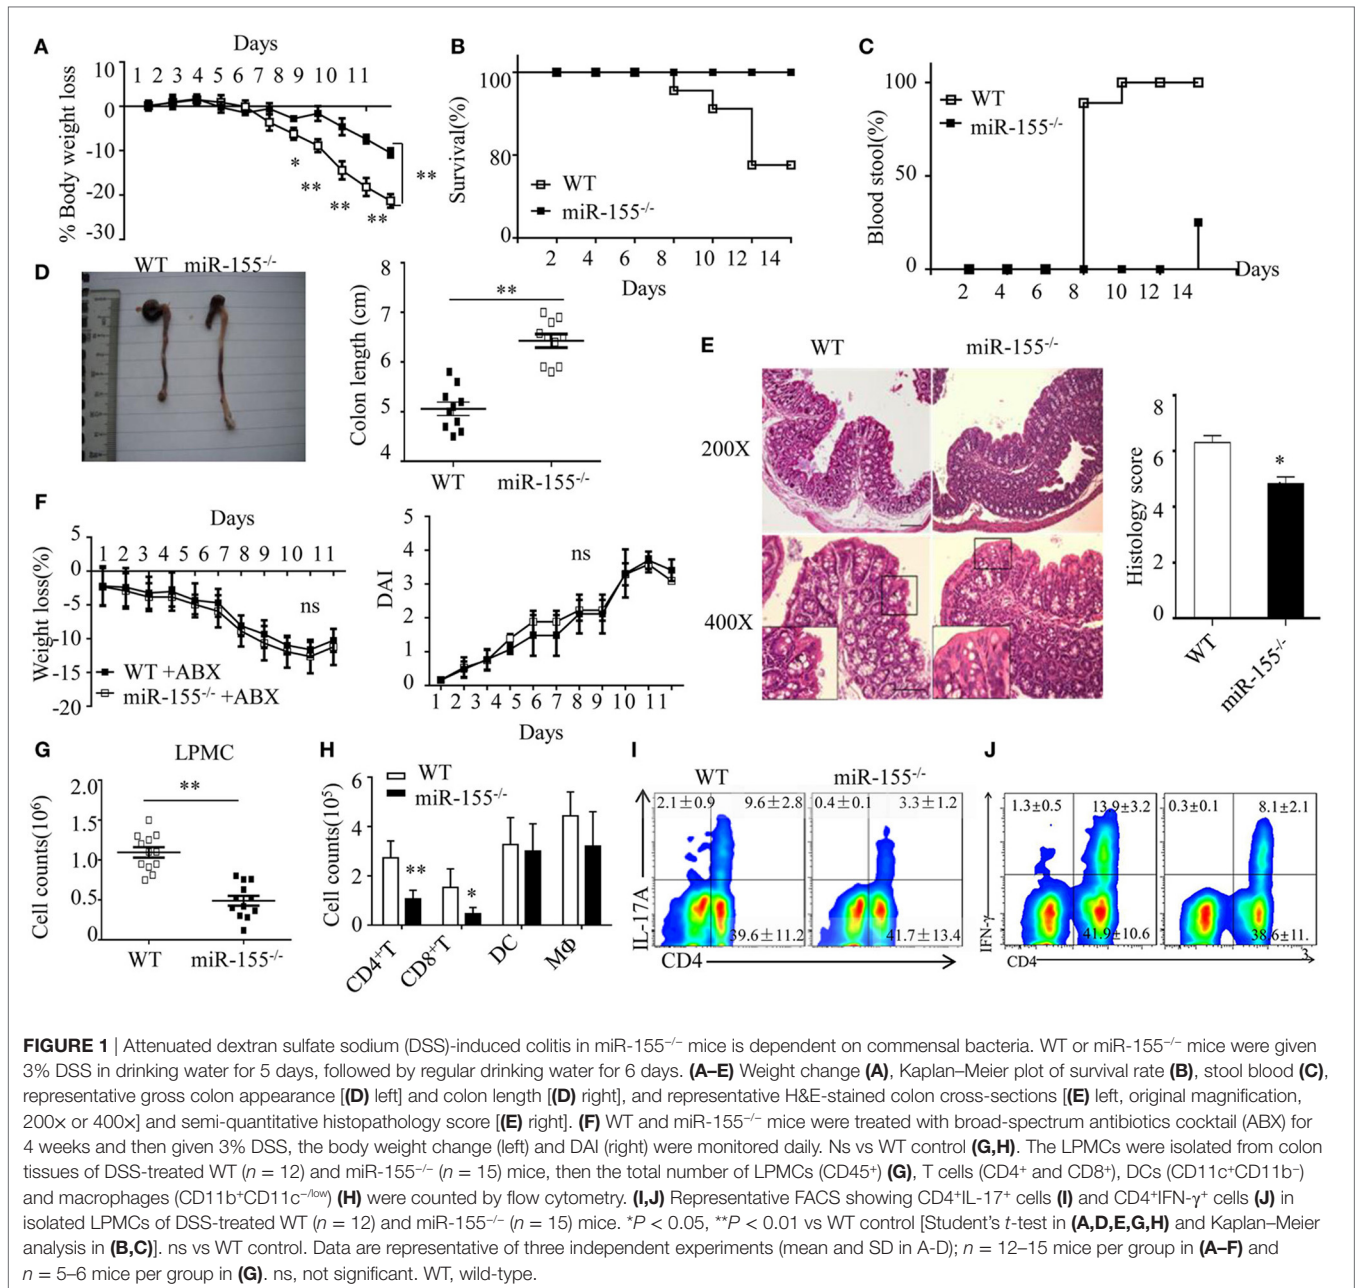 A
Days
1 2 3 4 5 6 7 8 9 10 11
10
0
-10
-20
-30
% Body weight loss
*
**
**
**
**
B
100
80
0
Survival(%)
WT
miR-155-/-
2 4 6 8 10 12 14
Days
C
100
50
0
Blood stool(%)
WT
miR-155-/-
2 4 6 8 10 12 14
Days
D
WT miR-155-/-
8
7
6
5
4
Colon length (cm)
**
WT miR-155-/-
E
WT miR-155-/-
200X
400X
8
6
4
2
0
Histology score
*
WT
miR-155-/-
F
Days
1 2 3 4 5 6 7 8 9 10 11
5
0
-5
-10
-15
-20
Weight loss(%)
ns
WT +ABX
miR-155-/- +ABX
5
4
3
2
1
0
DAI
ns
1 2 3 4 5 6 7 8 9 10 11
Days
G
LPMC
2.0
1.0
0.5
0
Cell counts(10⁶)
**
WT miR-155-/-
H
6
4
2
0
Cell counts(10⁵)
WT
miR-155-/-
**
*
CD4⁺T
CD8⁺T
DC
MΦ
I
WT miR-155-/-
2.1±0.9 9.6±2.8
0.4±0.1 3.3±1.2
39.6±11.2
41.7±13.4
IL-17A
CD4
J
1.3±0.5 13.9±3.2
0.3±0.1 8.1±2.1
41.9±10.6
38.6±11.
3
IFN-γ
CD4
FIGURE 1 | Attenuated dextran sulfate sodium (DSS)-induced colitis in miR-155−/− mice is dependent on commensal bacteria. WT or miR-155−/− mice were given
3% DSS in drinking water for 5 days, followed by regular drinking water for 6 days. (A–E) Weight change (A), Kaplan–Meier plot of survival rate (B), stool blood (C),
representative gross colon appearance [(D) left] and colon length [(D) right], and representative H&E-stained colon cross-sections [(E) left, original magnification,
200× or 400×] and semi-quantitative histopathology score [(E) right]. (F) WT and miR-155−/− mice were treated with broad-spectrum antibiotics cocktail (ABX) for
4 weeks and then given 3% DSS, the body weight change (left) and DAI (right) were monitored daily. Ns vs WT control (G,H). The LPMCs were isolated from colon
tissues of DSS-treated WT (n = 12) and miR-155−/− (n = 15) mice, then the total number of LPMCs (CD45+) (G), T cells (CD4+ and CD8+), DCs (CD11c+CD11b−)
and macrophages (CD11b+CD11c−/low) (H) were counted by flow cytometry. (I,J) Representative FACS showing CD4+IL-17+ cells (I) and CD4+IFN-γ+ cells (J) in
isolated LPMCs of DSS-treated WT (n = 12) and miR-155−/− (n = 15) mice. *P < 0.05, **P < 0.01 vs WT control [Student's t-test in (A,D,E,G,H) and Kaplan–Meier
analysis in (B,C)]. ns vs WT control. Data are representative of three independent experiments (mean and SD in A-D); n = 12–15 mice per group in (A–F) and
n = 5–6 mice per group in (G). ns, not significant. WT, wild-type.